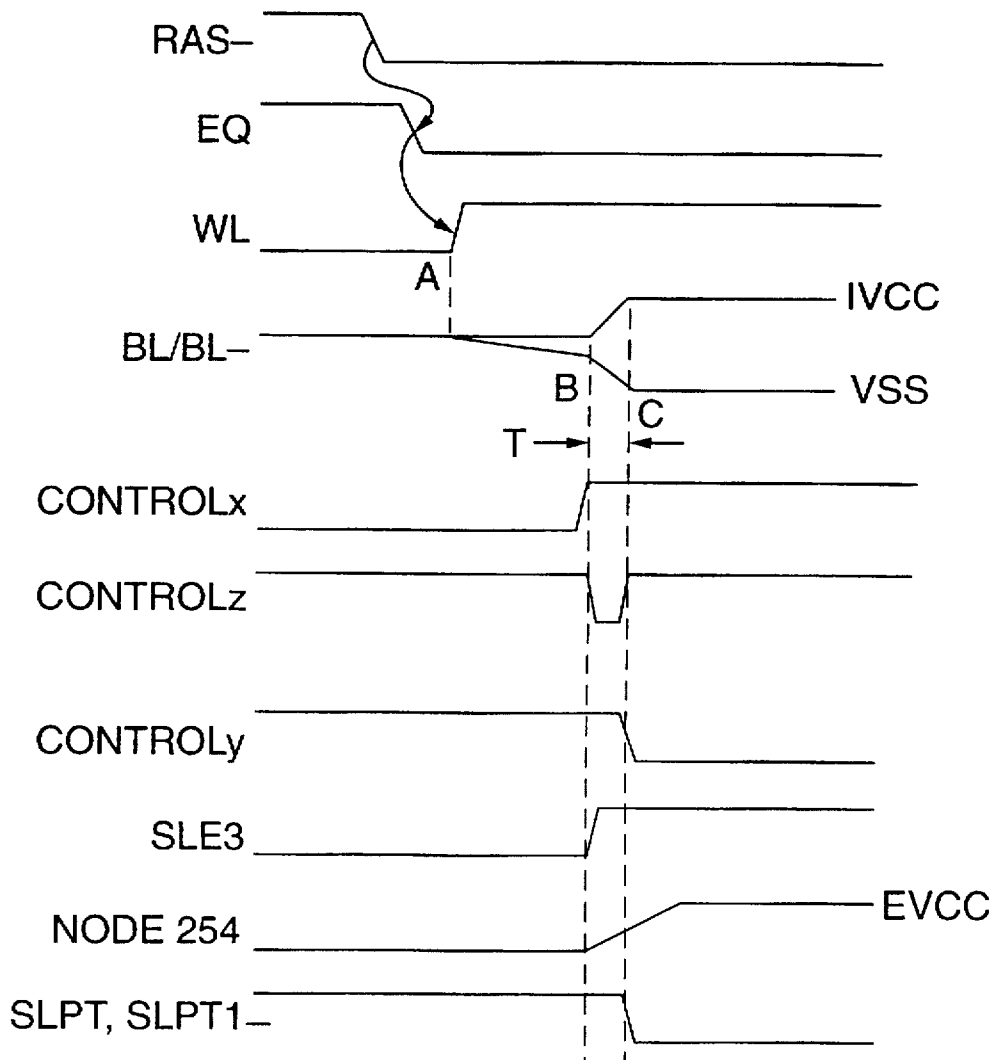 RAS–
EQ
WL
A
IVCC
BL/BL–
B
VSS
C
T
CONTROLx
CONTROLz
CONTROLy
SLE3
EVCC
NODE 254
SLPT, SLPT1–